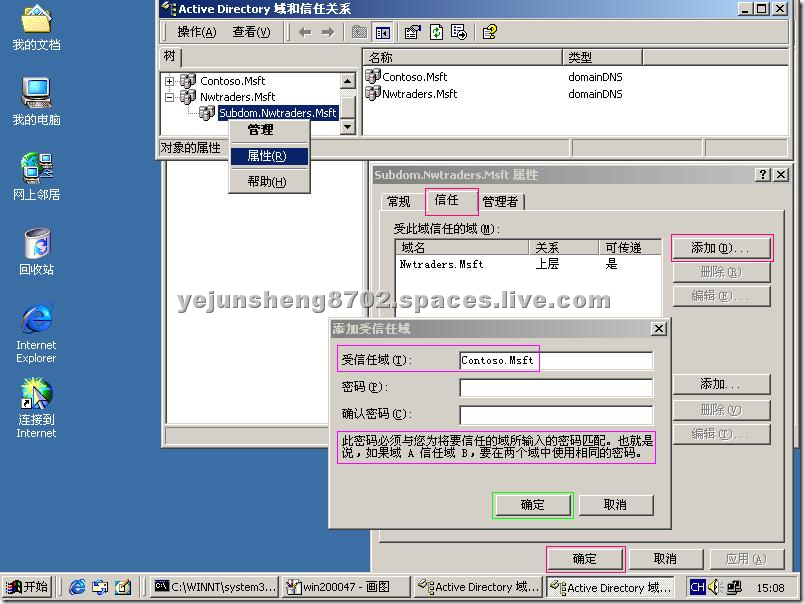 我的文档
我的电脑
网上邻居
回收站
Internet
Explorer
连接到
Internet
Active Directory 域和信任关系
操作(A) 查看(V)
树
Contoso.Msft
Nwtraders.Msft
Subdom.Nwtraders.Msft
名称 类型
Contoso.Msft domainDNS
Nwtraders.Msft domainDNS
对象的属性
管理
属性(R)
帮助(H)
Subdom.Nwtraders.Msft 属性
常规 信任 管理者
受此域信任的域(M):
域名 关系 可传递
Nwtraders.Msft 上层 是
添加(D)...
删除(R)
编辑(E)...
yejunsheng8702.spaces.live.com
添加受信任域
受信任域(T): Contoso.Msft
密码(P):
确认密码(C):
此密码必须与您为将要信任的域所输入的密码匹配。也就是
说，如果域 A 信任域 B，要在两个域中使用相同的密码。
确定 取消
添加...
删除(V)
编辑(I)...
确定 取消 应用(A)
开始 C:\WINNT\system3... win200047 - 画图 Active Directory 域... Active Directory 域... CH 15:08